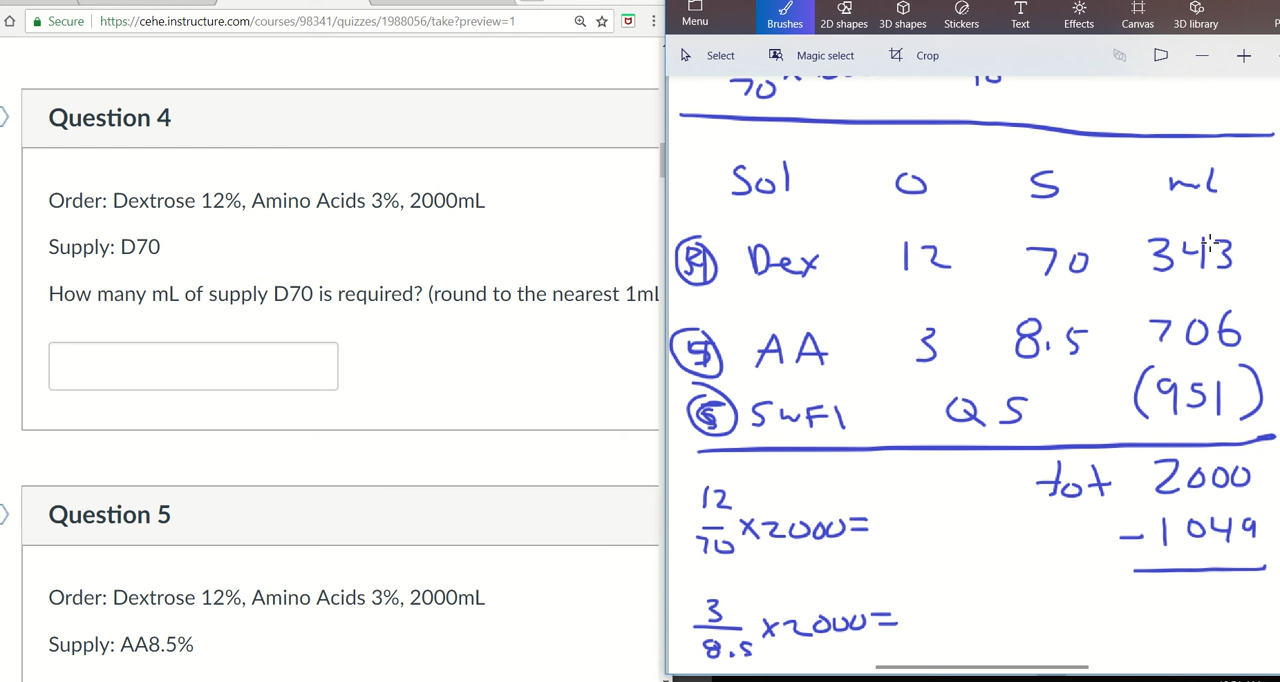 Secure https://cehe.instructure.com/courses/98341/quizzes/1988056/take?preview=1
Menu Brushes 2D shapes 3D shapes Stickers Text Effects Canvas 3D library
Select Magic select Crop
Question 4
Order: Dextrose 12%, Amino Acids 3%, 2000mL
Supply: D70
How many mL of supply D70 is required? (round to the nearest 1mL
Question 5
Order: Dextrose 12%, Amino Acids 3%, 2000mL
Supply: AA8.5%
70
Sol O S mL
Dex 12 70 343
AA 3 8.5 706
SWFI QS (951)
tot 2000
- 1049
12
70 ×2000=
3
8.5 ×2000=